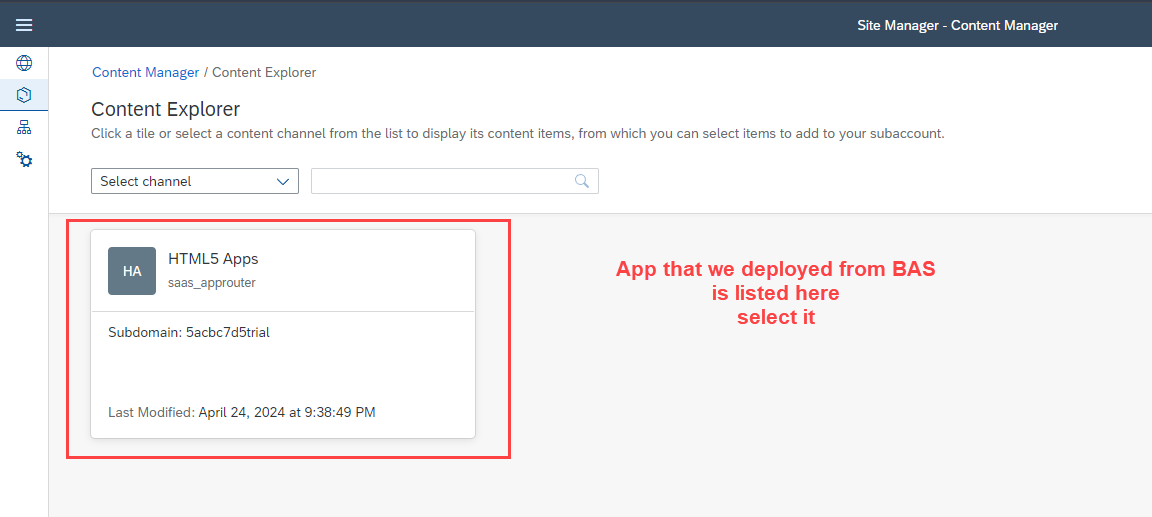 Site Manager - Content Manager
Content Manager / Content Explorer
Content Explorer
Click a tile or select a content channel from the list to display its content items, from which you can select items to add to your subaccount.
Select channel
HA
HTML5 Apps
saas_approuter
Subdomain: 5acbc7d5trial
Last Modified: April 24, 2024 at 9:38:49 PM
App that we deployed from BAS
is listed here
select it